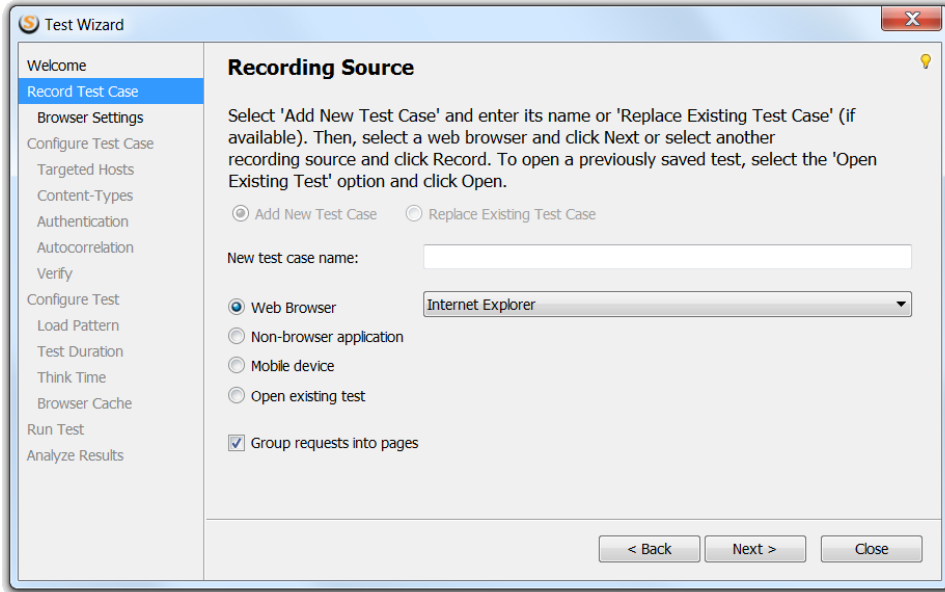 Test Wizard
Welcome
Record Test Case
Browser Settings
Configure Test Case
Targeted Hosts
Content-Types
Authentication
Autocorrelation
Verify
Configure Test
Load Pattern
Test Duration
Think Time
Browser Cache
Run Test
Analyze Results
Recording Source
Select 'Add New Test Case' and enter its name or 'Replace Existing Test Case' (if
available). Then, select a web browser and click Next or select another
recording source and click Record. To open a previously saved test, select the 'Open
Existing Test' option and click Open.
Add New Test Case Replace Existing Test Case
New test case name:
Web Browser Internet Explorer
Non-browser application
Mobile device
Open existing test
Group requests into pages
< Back Next > Close